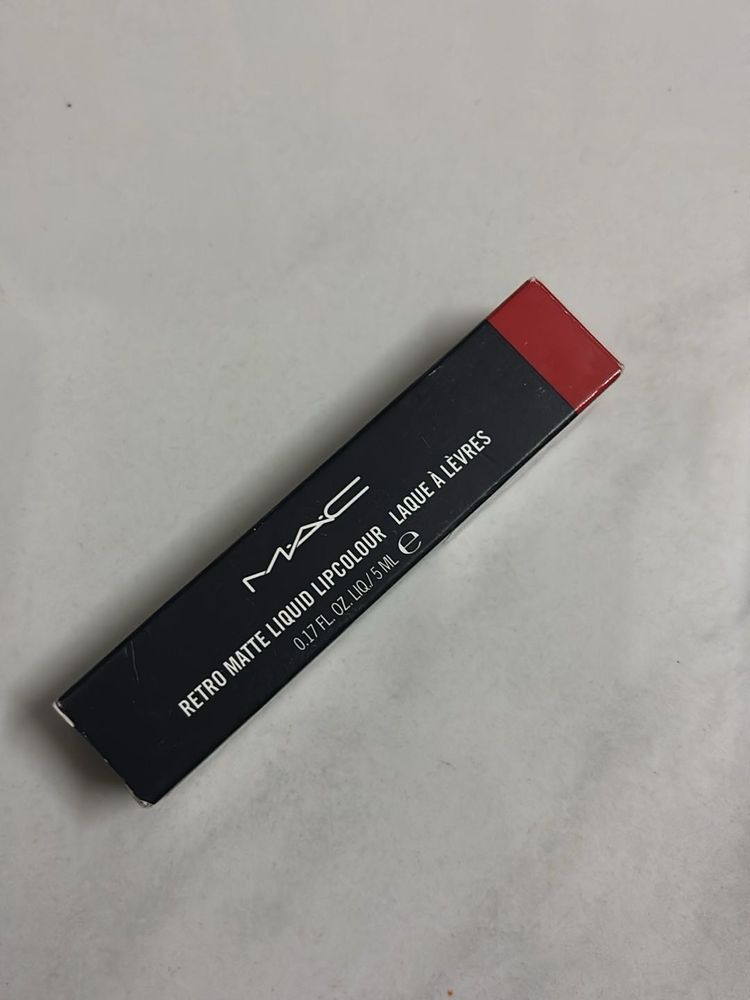 MAC
RETRO MATTE LIQUID LIPCOLOUR LAQUE À LÈVRES
0.17 FL. OZ. LIQ./5 ML ℮